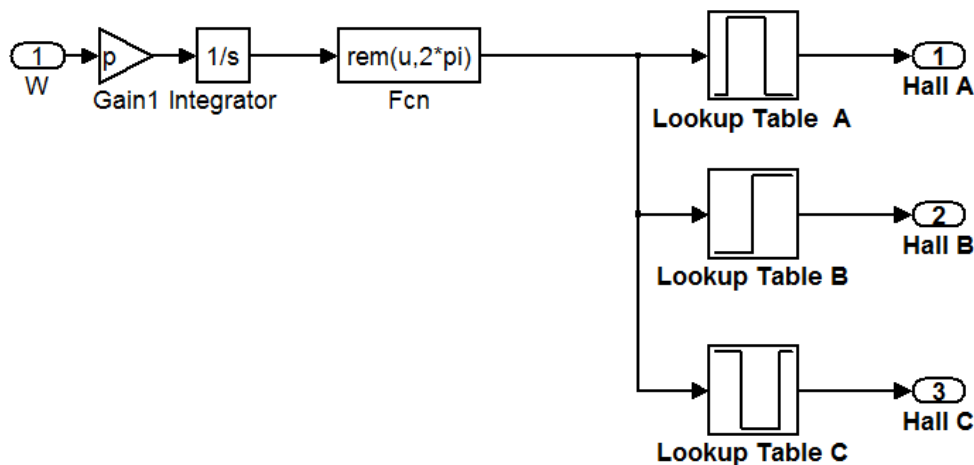 1
W
p
Gain1
1/s
Integrator
rem(u,2*pi)
Fcn
Lookup Table A
1
Hall A
Lookup Table B
2
Hall B
Lookup Table C
3
Hall C